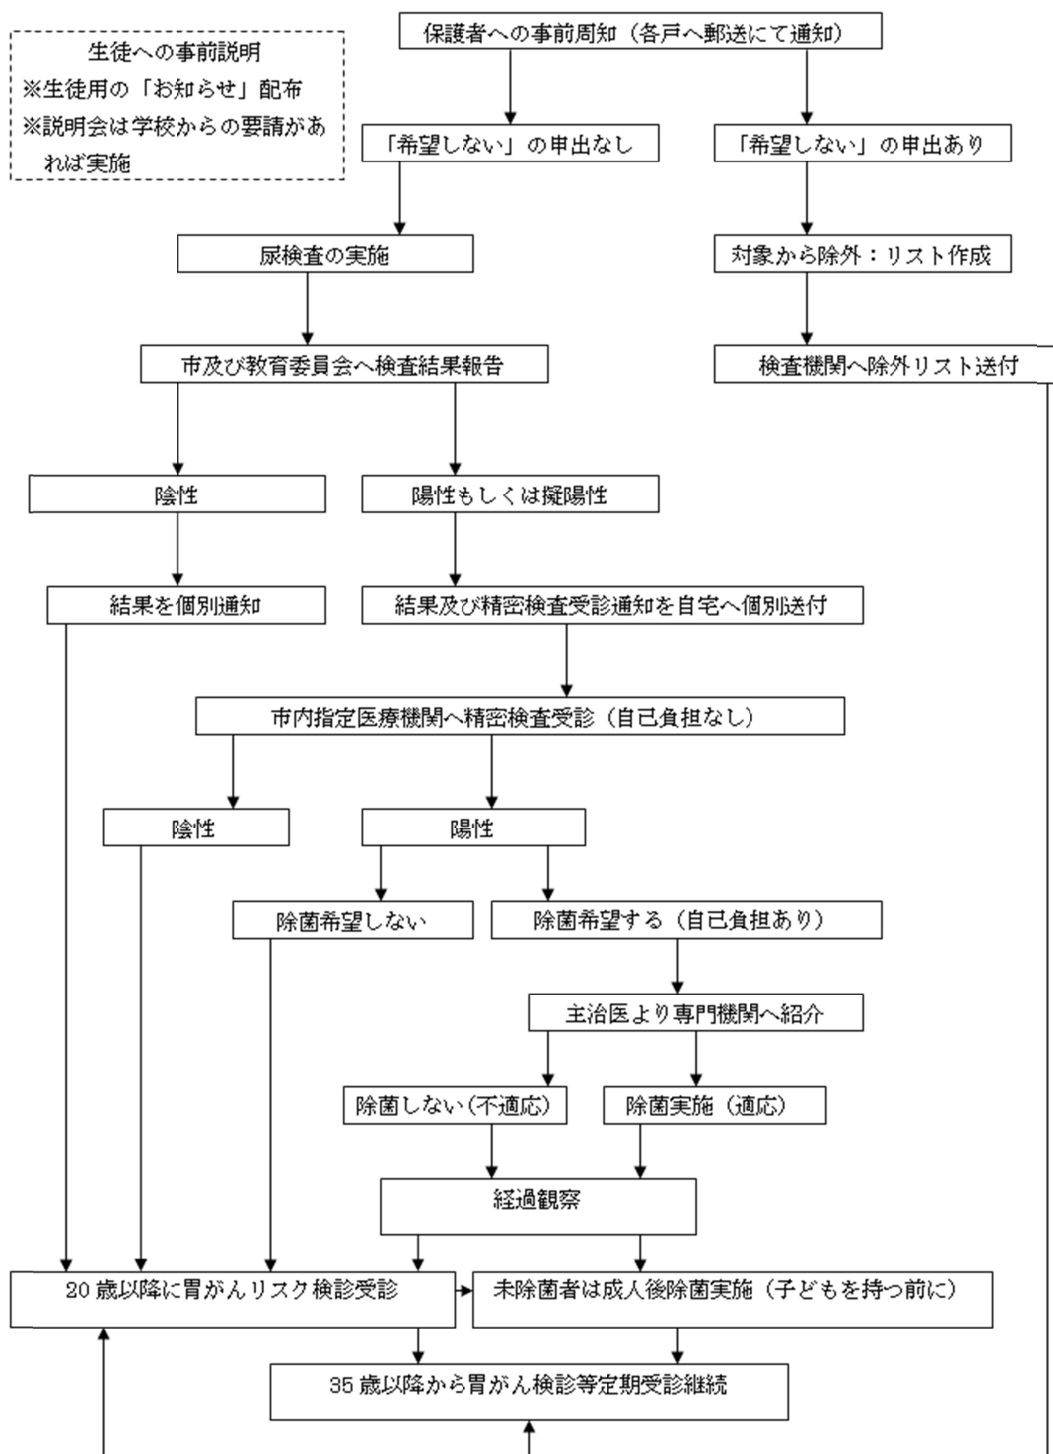 生徒への事前説明
※生徒用の「お知らせ」配布
※説明会は学校からの要請があ
れば実施
保護者への事前周知（各戸へ郵送にて通知）
「希望しない」の申出なし
「希望しない」の申出あり
尿検査の実施
対象から除外：リスト作成
市及び教育委員会へ検査結果報告
検査機関へ除外リスト送付
陰性
陽性もしくは擬陽性
結果を個別通知
結果及び精密検査受診通知を自宅へ個別送付
市内指定医療機関へ精密検査受診（自己負担なし）
陰性
陽性
除菌希望しない
除菌希望する（自己負担あり）
主治医より専門機関へ紹介
除菌しない（不適応）
除菌実施（適応）
経過観察
20 歳以降に胃がんリスク検診受診
未除菌者は成人後除菌実施（子どもを持つ前に）
35 歳以降から胃がん検診等定期受診継続